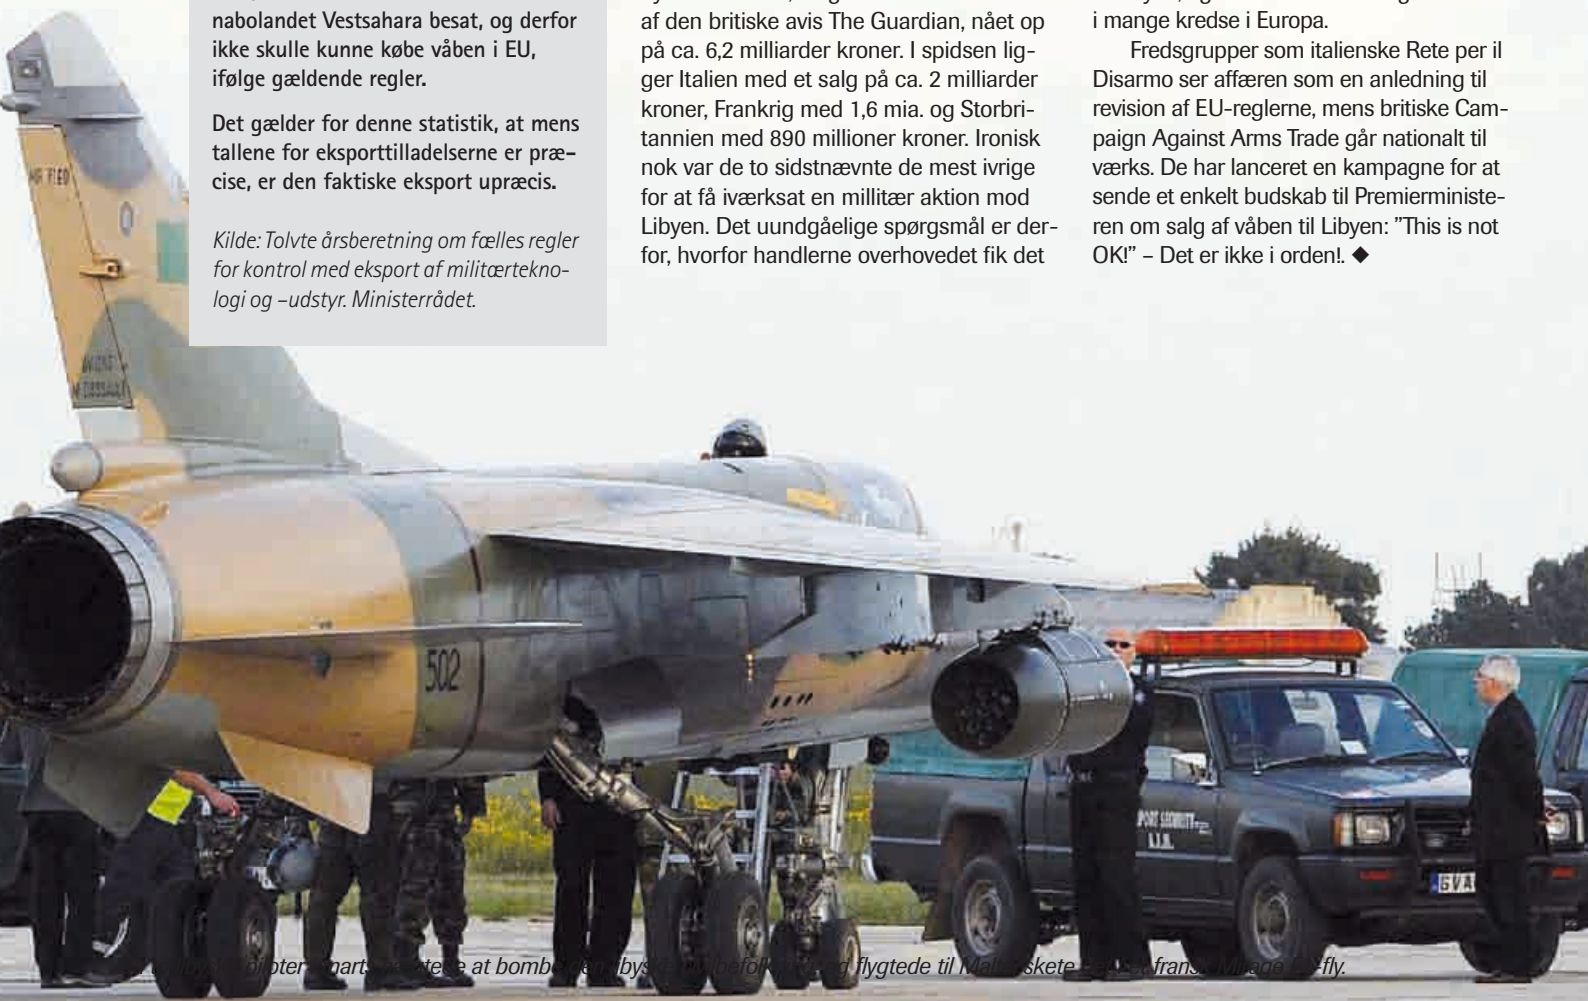 nabolandet Vestsahara besat, og derfor
ikke skulle kunne købe våben i EU,
ifølge gældende regler.
Det gælder for denne statistik, at mens
tallene for eksporttilladelserne er præ-
cise, er den faktiske eksport upræcis.
Kilde: Tolvte årsberetning om fælles regler
for kontrol med eksport af militærtekno-
logi og -udstyr. Ministerrådet.
af den britiske avis The Guardian, nået op
på ca. 6,2 milliarder kroner. I spidsen lig-
ger Italien med et salg på ca. 2 milliarder
kroner, Frankrig med 1,6 mia. og Storbri-
tannien med 890 millioner kroner. Ironisk
nok var de to sidstnævnte de mest ivrige
for at få iværksat en millitær aktion mod
Libyen. Det uundgåelige spørgsmål er der-
for, hvorfor handlerne overhovedet fik det
i mange kredse i Europa.
Fredsgrupper som italienske Rete per il
Disarmo ser affæren som en anledning til
revision af EU-reglerne, mens britiske Cam-
paign Against Arms Trade går nationalt til
værks. De har lanceret en kampagne for at
sende et enkelt budskab til Premierministe-
ren om salg af våben til Libyen: ”This is not
OK!” – Det er ikke i orden!. ◆
502
PORT SECURITY
GVA
at bombe flygtede til skete fly.